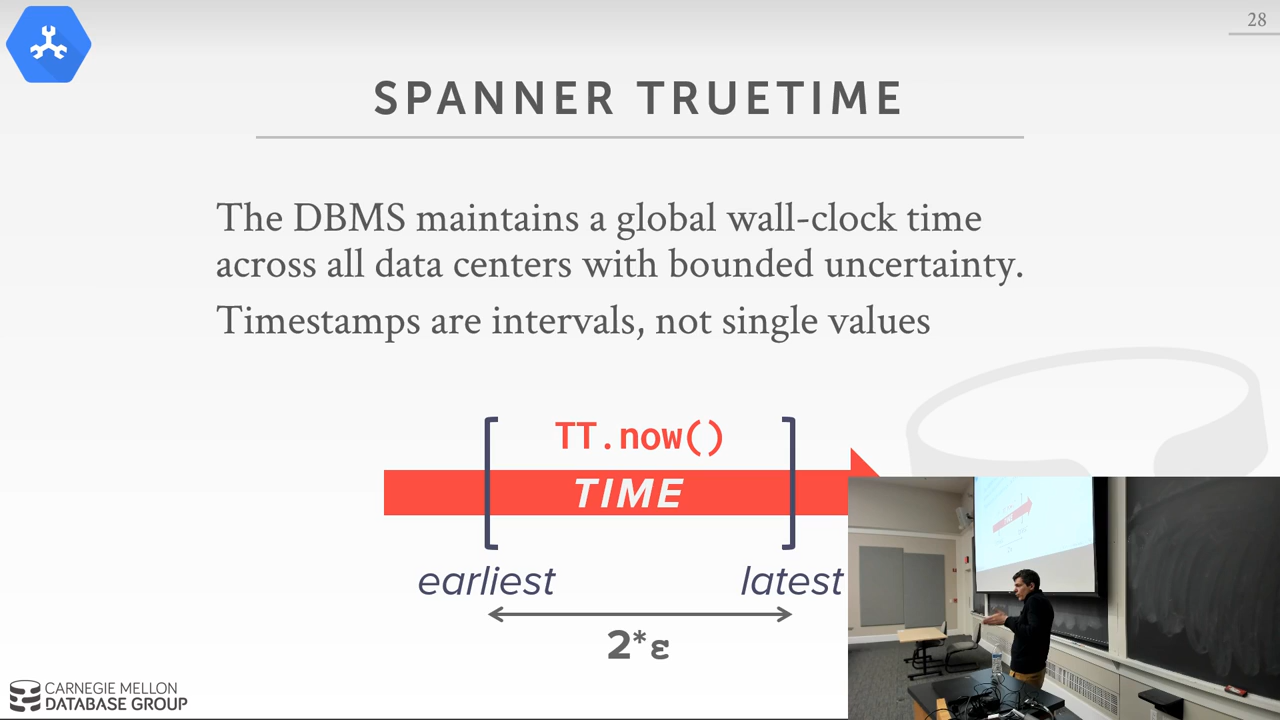 28
SPANNER TRUETIME
The DBMS maintains a global wall-clock time
across all data centers with bounded uncertainty.
Timestamps are intervals, not single values
TT.now()
TIME
earliest
latest
2*ε
CARNEGIE MELLON
DATABASE GROUP